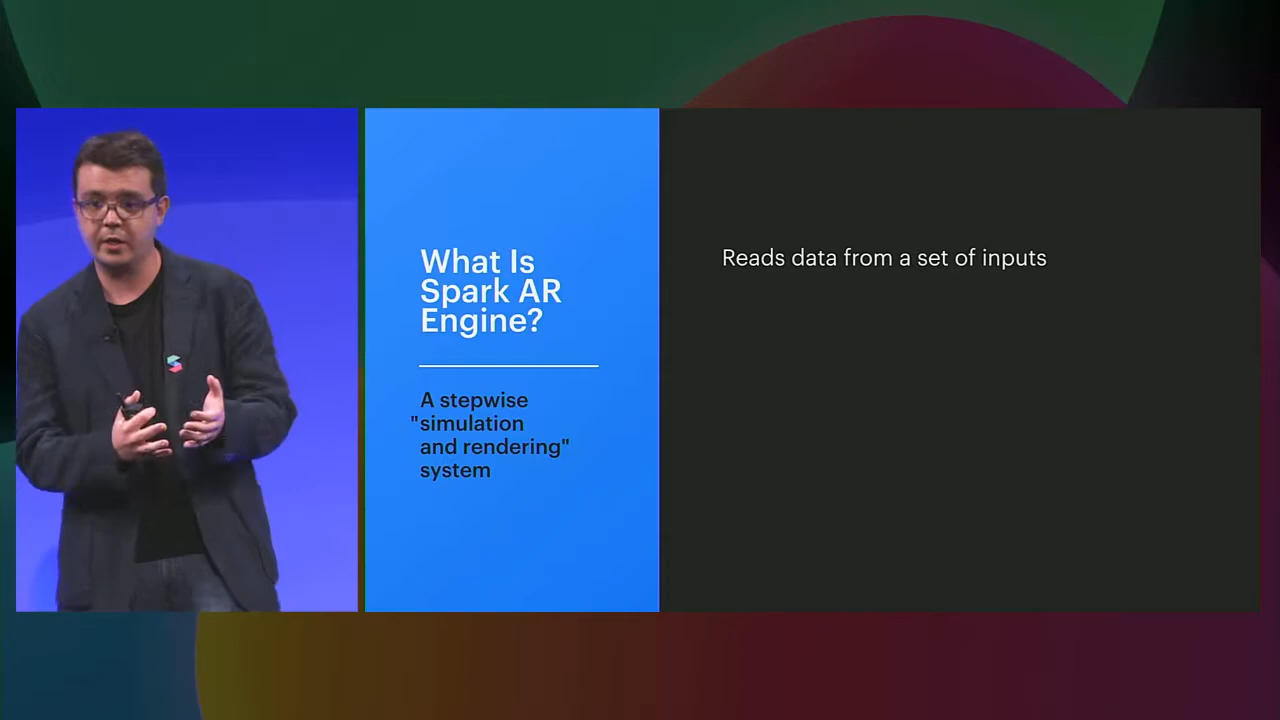 What Is
Spark AR
Engine?
A stepwise
"simulation
and rendering"
system
Reads data from a set of inputs